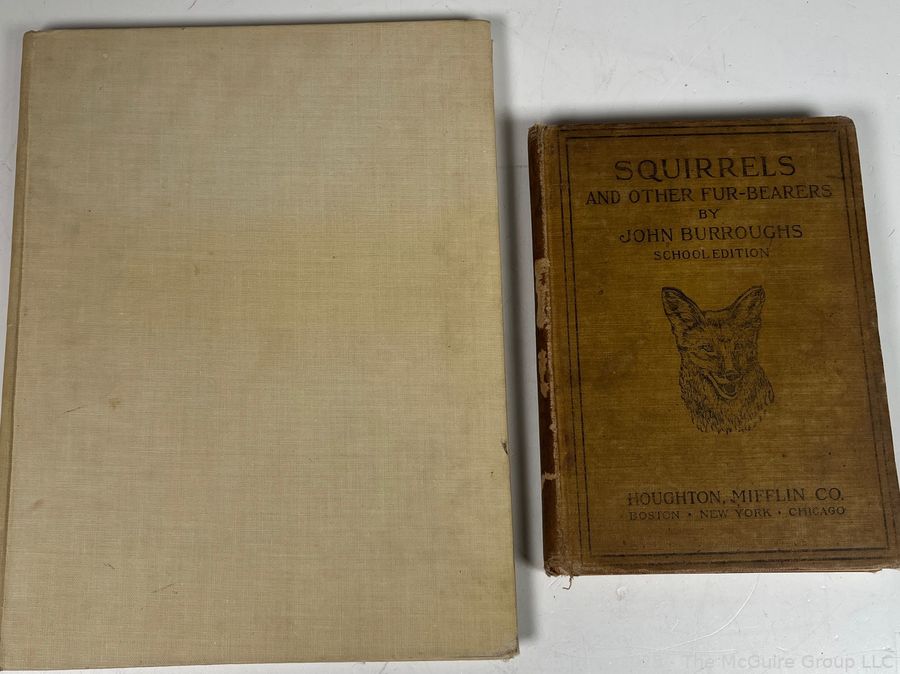 SQUIRRELS
AND OTHER FUR-BEARERS
BY
JOHN BURROUGHS
SCHOOL EDITION
HOUGHTON, MIFFLIN CO.
BOSTON • NEW YORK • CHICAGO
The McGuire Group LLC